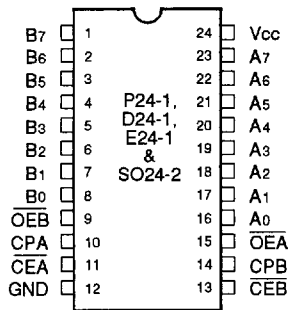 B7 1 24 Vcc
B6 2 23 A7
B5 3 22 A6
B4 4 P24-1, 21 A5
B3 5 D24-1, 20 A4
B2 6 E24-1 19 A3
B1 7 & 18 A2
B0 8 SO24-2 17 A1
OEB 9 16 A0
CPA 10 15 OEA
CEA 11 14 CPB
GND 12 13 CEB